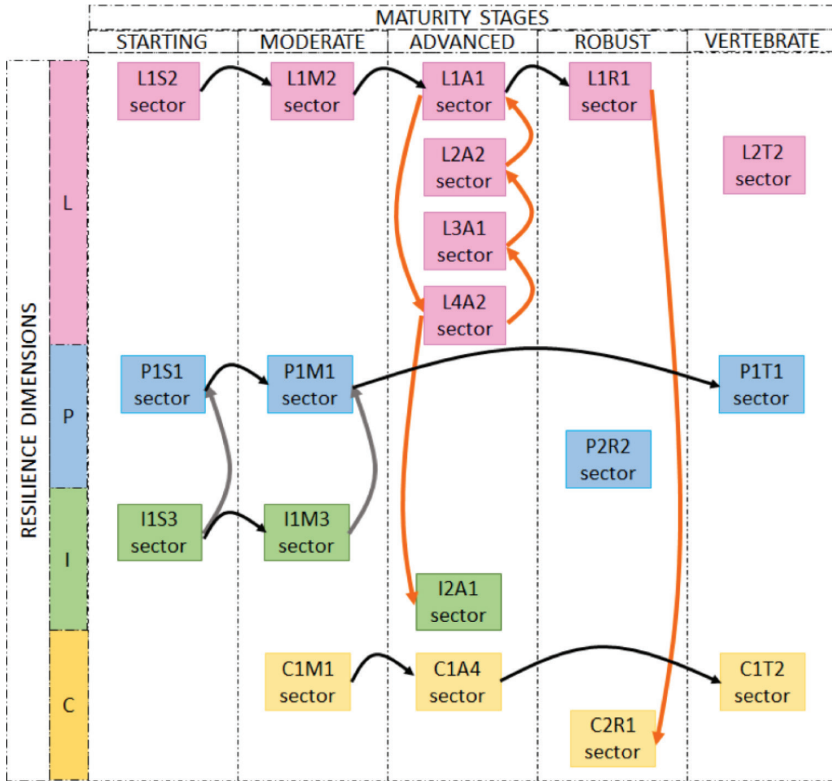 MATURITY STAGES
STARTING MODERATE ADVANCED ROBUST VERTEBRATE
RESILIENCE DIMENSIONS
L
L1S2 L1M2 L1A1 L1R1
sector sector sector sector
L2A2 L2T2
sector sector
L3A1
sector
L4A2
sector
P
P1S1 P1M1 P1T1
sector sector sector
P2R2
sector
I
I1S3 I1M3
sector sector
I2A1
sector
C
C1M1 C1A4 C1T2
sector sector sector
C2R1
sector